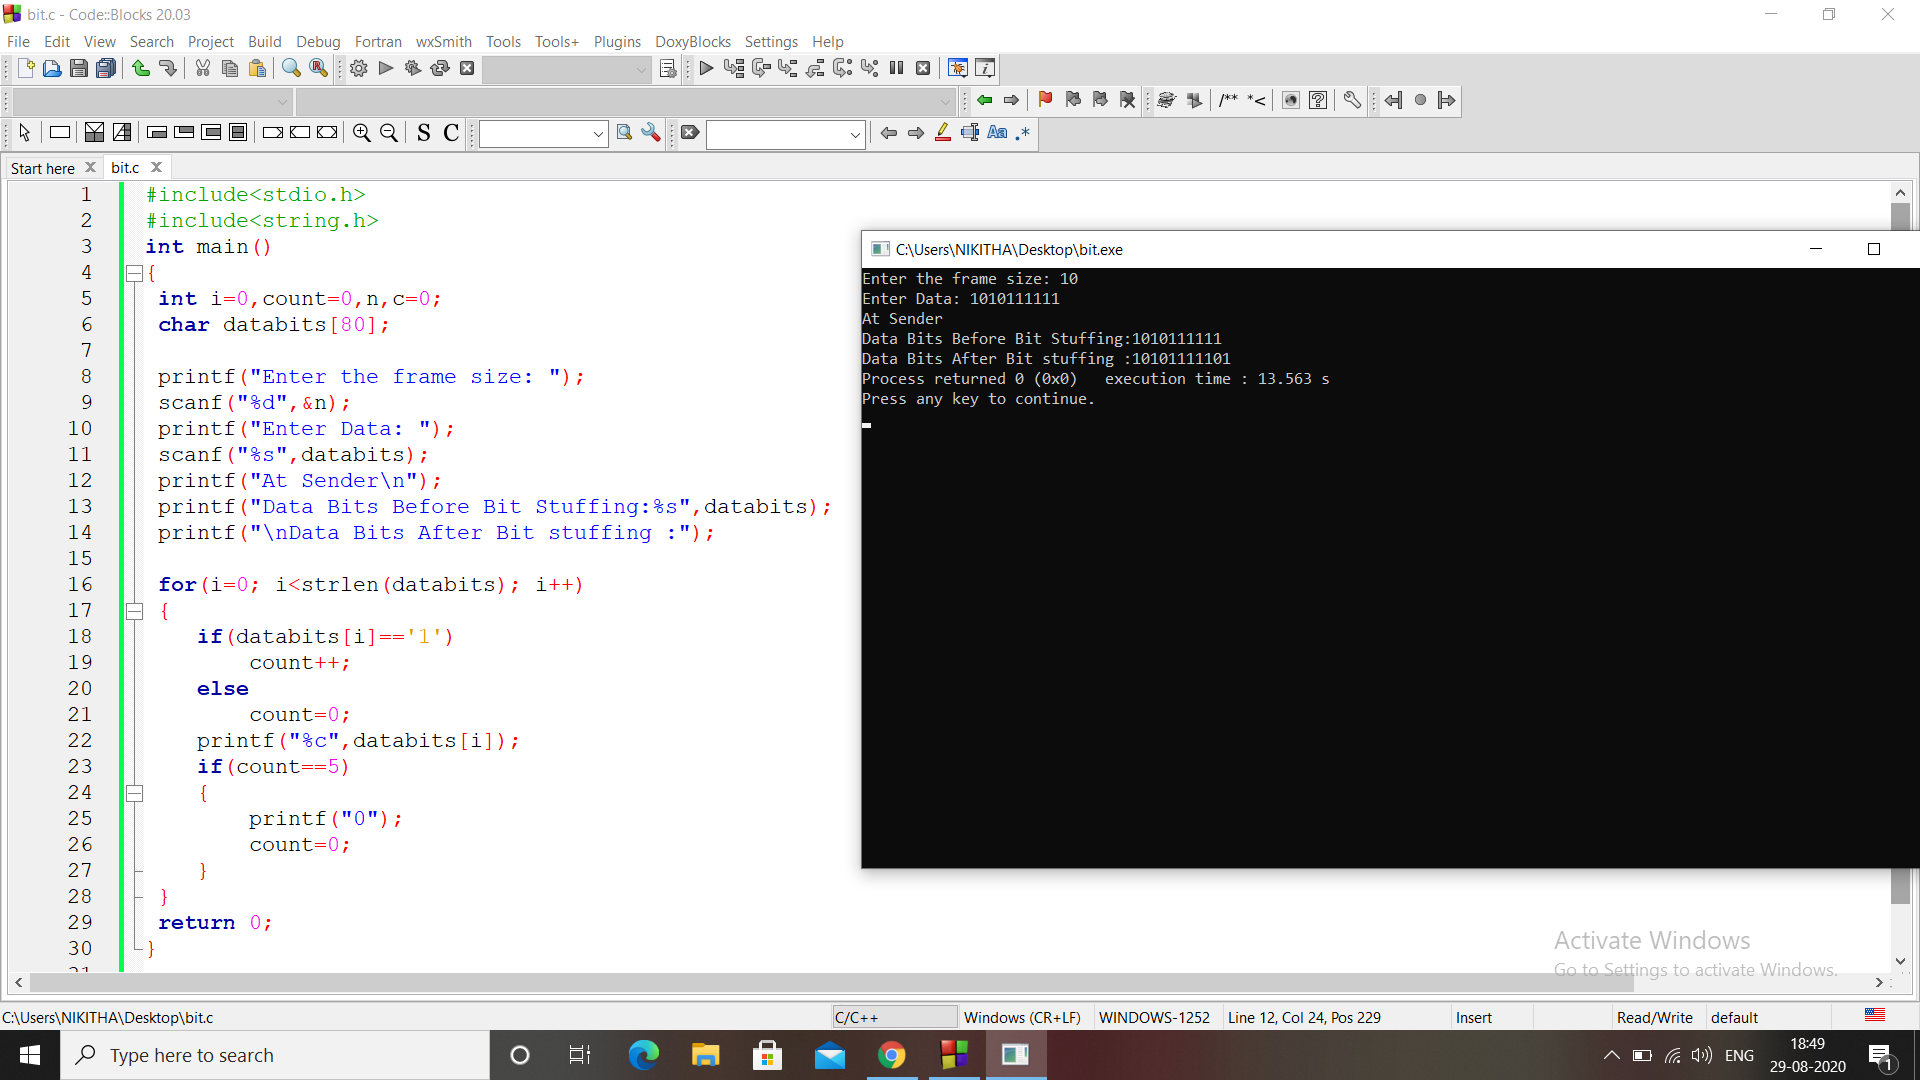 bit.c - Code::Blocks 20.03
File Edit View Search Project Build Debug Fortran wxSmith Tools Tools+ Plugins DoxyBlocks Settings Help
/** *<
S C
Aa .*
Start here bit.c
1 #include<stdio.h>
2 #include<string.h>
3 int main()
4 {
5 int i=0,count=0,n,c=0;
6 char databits[80];
7
8 printf("Enter the frame size: ");
9 scanf("%d",&n);
10 printf("Enter Data: ");
11 scanf("%s",databits);
12 printf("At Sender\n");
13 printf("Data Bits Before Bit Stuffing:%s",databits);
14 printf("\nData Bits After Bit stuffing :");
15
16 for(i=0; i<strlen(databits); i++)
17 {
18 if(databits[i]=='1')
19 count++;
20 else
21 count=0;
22 printf("%c",databits[i]);
23 if(count==5)
24 {
25 printf("0");
26 count=0;
27 }
28 }
29 return 0;
30 }
31
C:\Users\NIKITHA\Desktop\bit.exe
Enter the frame size: 10
Enter Data: 1010111111
At Sender
Data Bits Before Bit Stuffing:1010111111
Data Bits After Bit stuffing :10101111101
Process returned 0 (0x0) execution time : 13.563 s
Press any key to continue.
Activate Windows
Go to Settings to activate Windows.
C:\Users\NIKITHA\Desktop\bit.c C/C++ Windows (CR+LF) WINDOWS-1252 Line 12, Col 24, Pos 229 Insert Read/Write default
Type here to search
ENG
18:49
29-08-2020
1